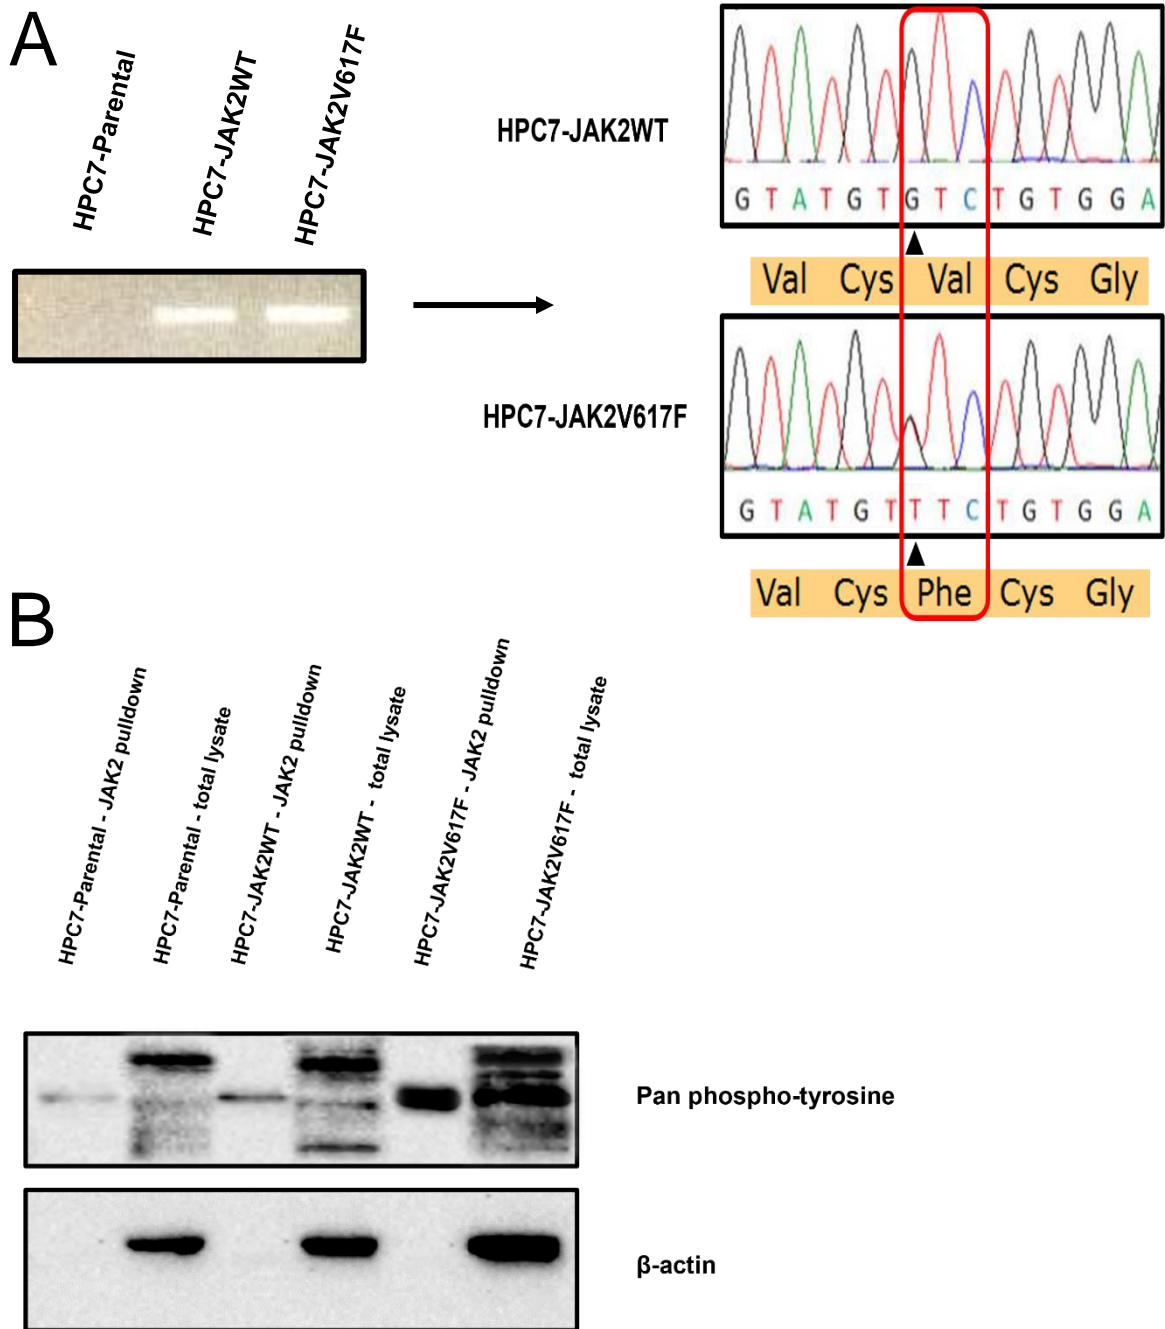 A
HPC7-Parental
HPC7-JAK2WT
HPC7-JAK2V617F
HPC7-JAK2WT
G T A T G T G T C T G T G G A
Val Cys Val Cys Gly
HPC7-JAK2V617F
G T A T G T T T C T G T G G A
Val Cys Phe Cys Gly
B
HPC7-Parental - JAK2 pulldown
HPC7-Parental - total lysate
HPC7-JAK2WT - JAK2 pulldown
HPC7-JAK2WT - total lysate
HPC7-JAK2V617F - JAK2 pulldown
HPC7-JAK2V617F - total lysate
Pan phospho-tyrosine
β-actin